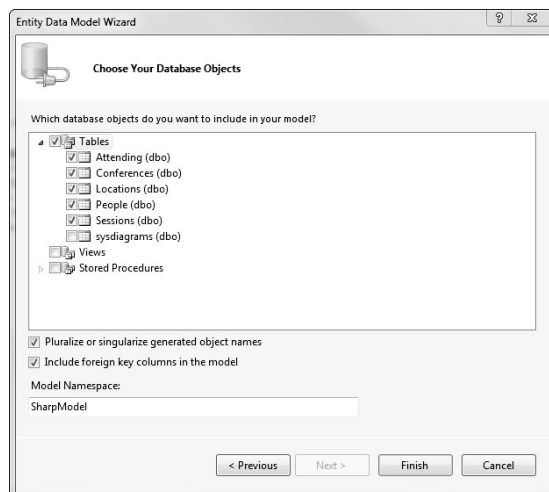 Entity Data Model Wizard
Choose Your Database Objects
Which database objects do you want to include in your model?
Tables
Attending (dbo)
Conferences (dbo)
Locations (dbo)
People (dbo)
Sessions (dbo)
sysdiagrams (dbo)
Views
Stored Procedures
Pluralize or singularize generated object names
Include foreign key columns in the model
Model Namespace:
SharpModel
< Previous Next > Finish Cancel